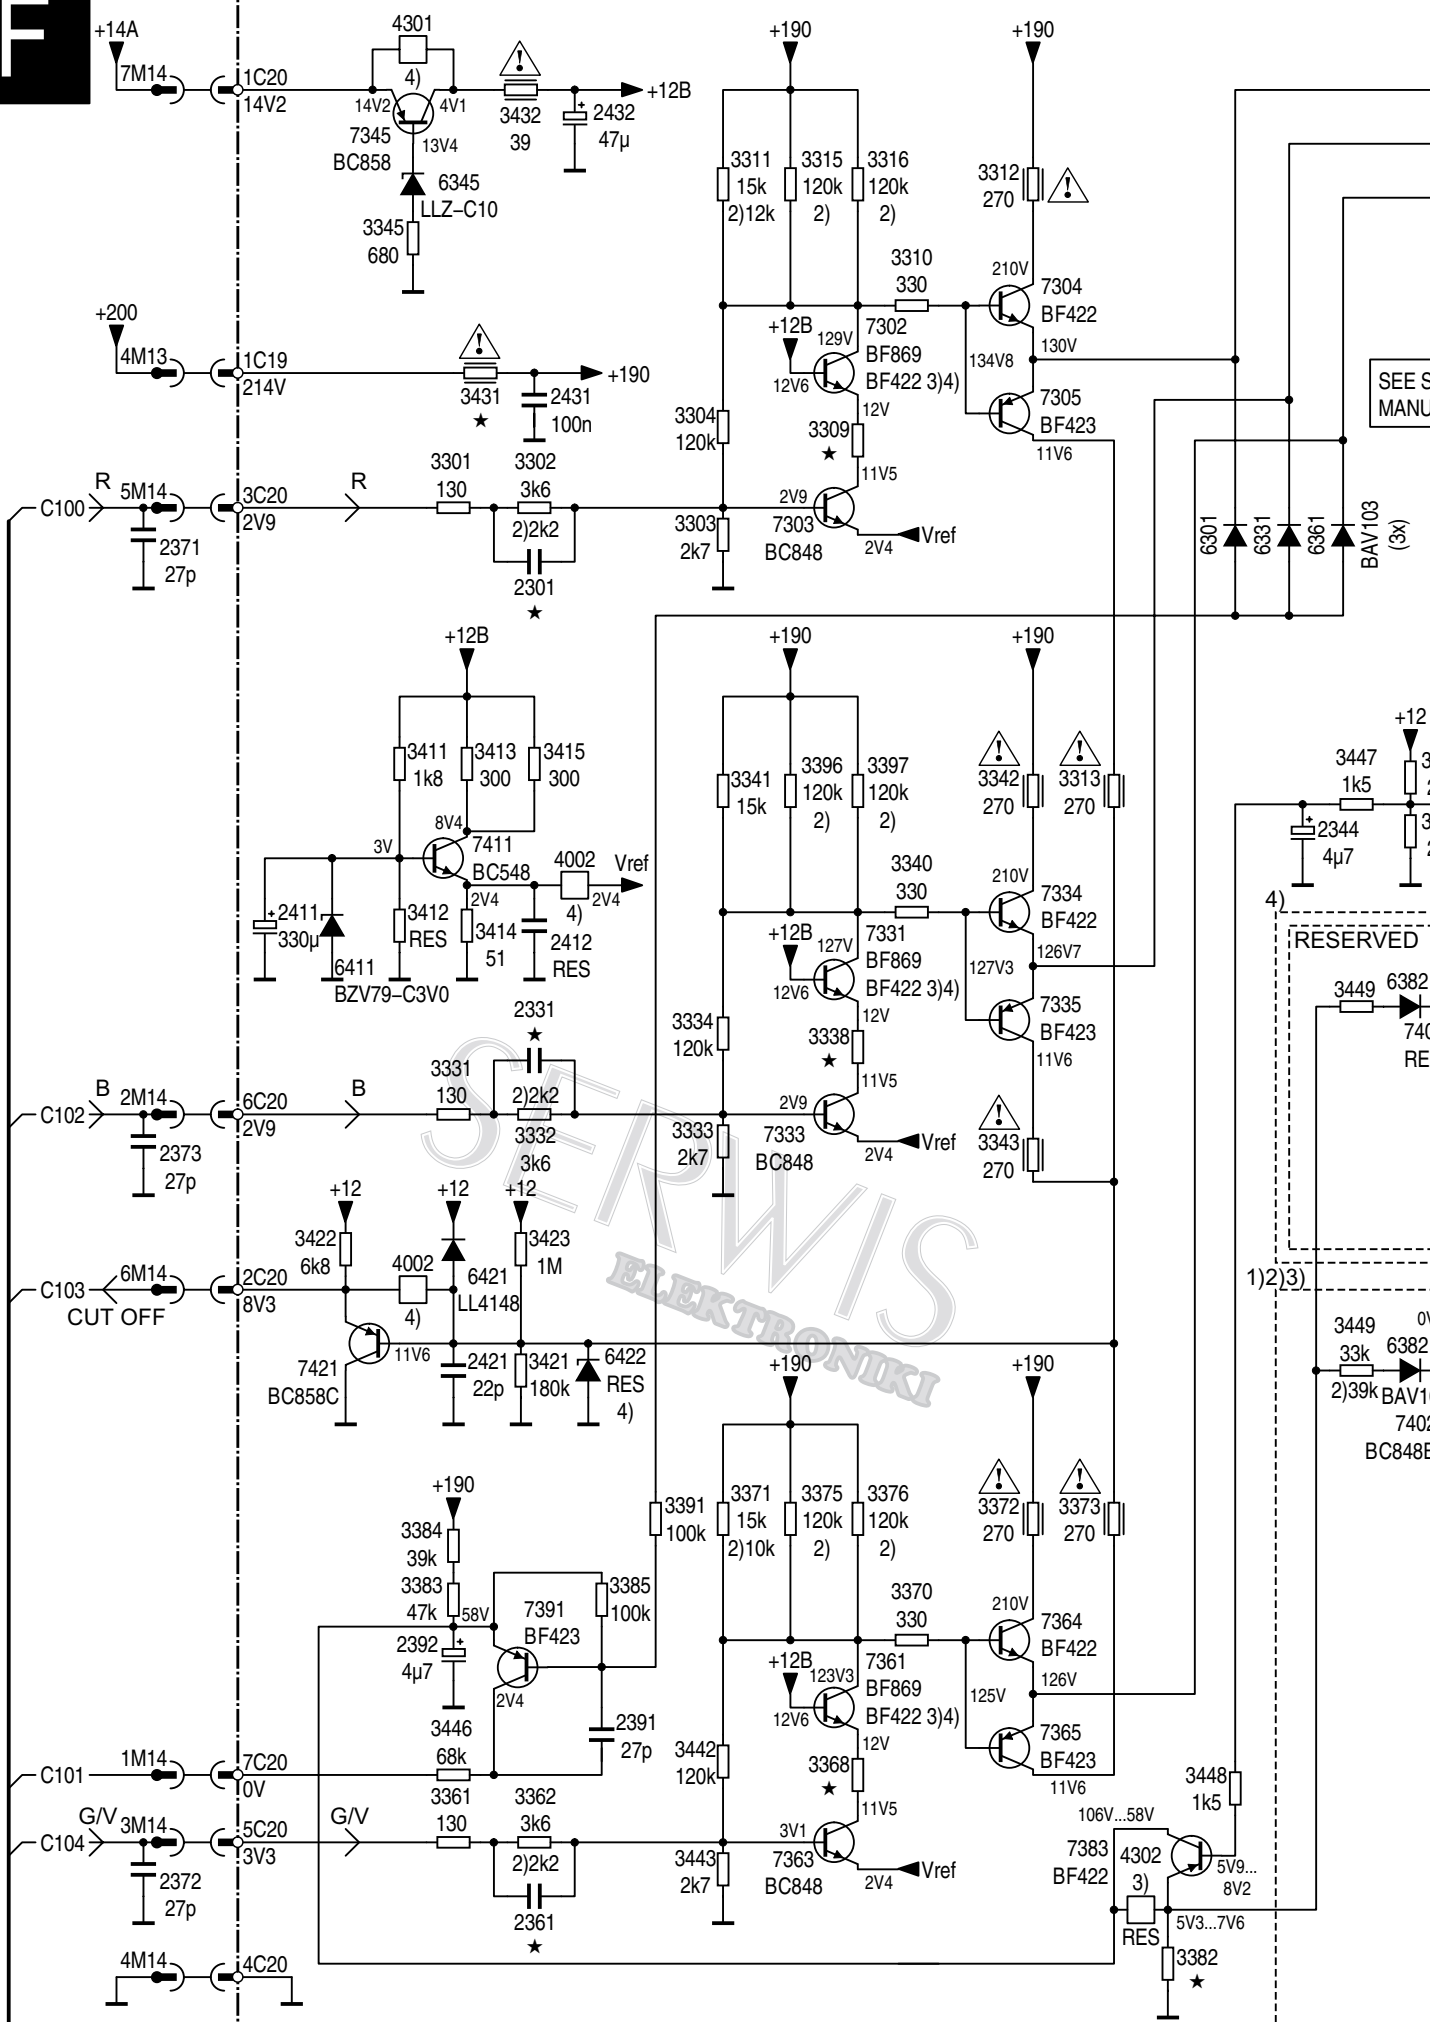 F
+14A
7M14
1C20
14V2
4301
4)
14V2
4V1
7345
BC858
13V4
6345
LLZ-C10
3345
680
3432
39
2432
47µ
+12B
+190
3311
15k
2)12k
3315
120k
2)
3316
120k
2)
+190
3312
270
3310
330
210V
7304
BF422
+200
4M13
1C19
214V
3431
★
2431
100n
+190
+12B
129V
7302
BF869
BF422 3)4)
12V6
12V
134V8
130V
7305
BF423
11V6
SEE S
MANU
3304
120k
3309
★
11V5
C100
R
5M14
3C20
2V9
2371
27p
R
3301
130
3302
3k6
2)2k2
2301
★
3303
2k7
2V9
7303
BC848
2V4
Vref
6301
6331
6361
BAV103
(3x)
+12B
3411
1k8
3413
300
3415
300
8V4
3V
7411
BC548
4002
4)
Vref
2V4
2V4
2411
330µ
6411
BZV79-C3V0
3412
RES
3414
51
2412
RES
+190
3341
15k
3396
120k
2)
3397
120k
2)
+190
3342
270
3313
270
3340
330
210V
7334
BF422
+12B
127V
7331
BF869
BF422 3)4)
12V6
12V
127V3
126V7
7335
BF423
11V6
3334
120k
3338
★
11V5
+12
3447
1k5
2344
4µ7
4)
RESERVED
3449
6382
740
RE
C102
B
2M14
6C20
2V9
2373
27p
B
3331
130
2331
★
2)2k2
3332
3k6
3333
2k7
2V9
7333
BC848
2V4
Vref
3343
270
SERWIS
ELEKTRONIKI
+12
+12
+12
3422
6k8
4002
4)
6421
LL4148
3423
1M
C103
CUT OFF
6M14
2C20
8V3
7421
BC858C
11V6
2421
22p
3421
180k
6422
RES
4)
1)2)3)
3449
33k
2)39k
0V
6382
BAV1
7402
BC848B
+190
3371
15k
2)10k
3375
120k
2)
3376
120k
2)
+190
3372
270
3373
270
+190
3384
39k
3383
47k
58V
7391
BF423
3385
100k
3391
100k
2392
4µ7
2V4
2391
27p
3370
330
210V
7364
BF422
+12B
123V3
7361
BF869
BF422 3)4)
12V6
12V
125V
126V
7365
BF423
11V6
C101
1M14
7C20
0V
3446
68k
3442
120k
3368
★
11V5
C104
G/V
3M14
5C20
3V3
2372
27p
G/V
3361
130
3362
3k6
2)2k2
2361
★
3443
2k7
3V1
7363
BC848
2V4
Vref
3448
1k5
106V...58V
7383
BF422
4302
3)
RES
5V9...
8V2
5V3...7V6
3382
★
4M14
4C20